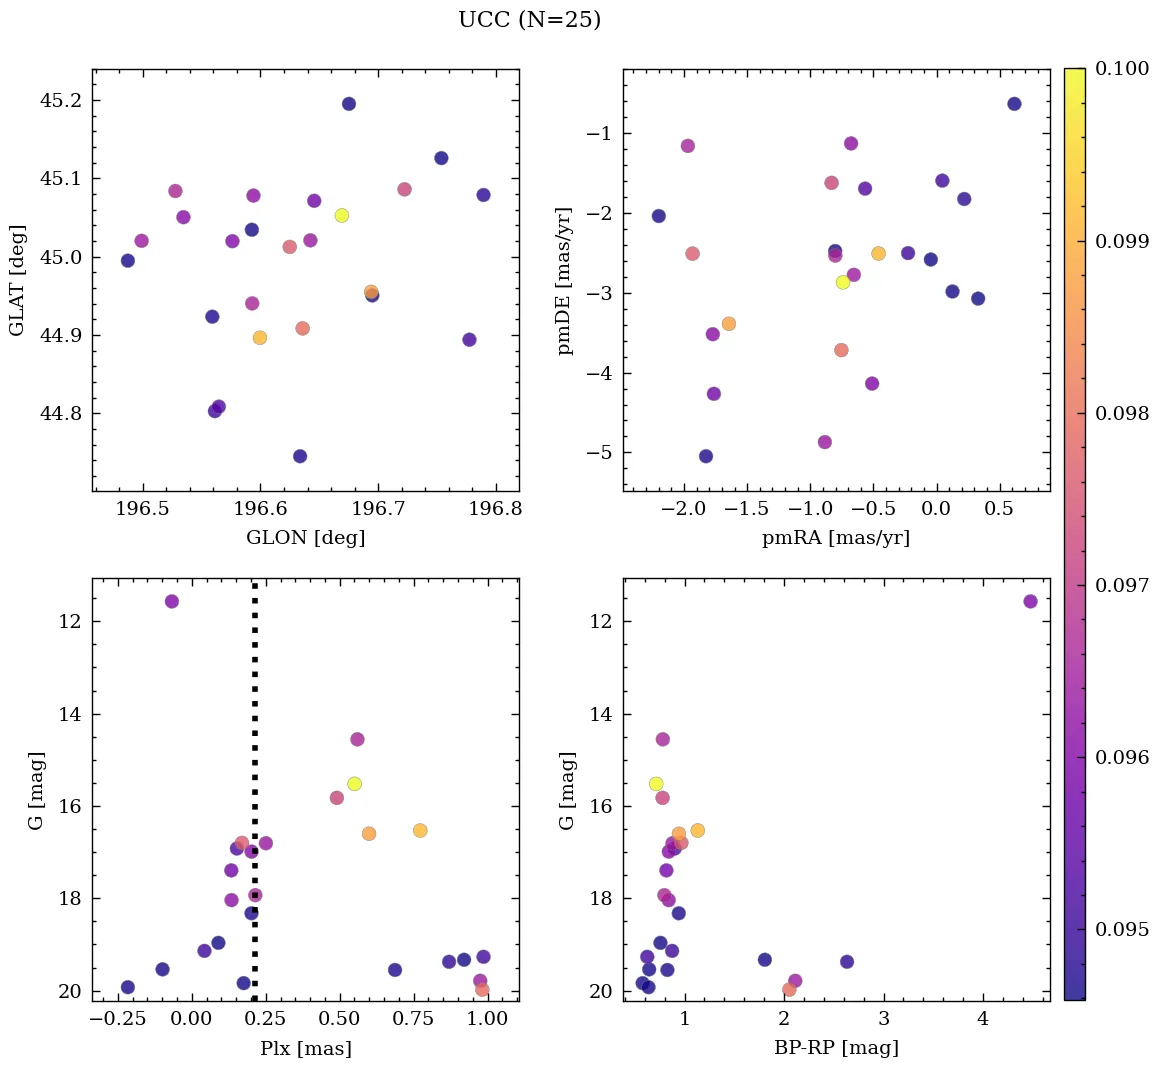 UCC (N=25)
45.2
45.1
45.0
44.9
44.8
GLAT [deg]
196.5 196.6 196.7 196.8
GLON [deg]
−1
−2
−3
−4
−5
pmDE [mas/yr]
−2.0 −1.5 −1.0 −0.5 0.0 0.5
pmRA [mas/yr]
12
14
16
18
20
G [mag]
−0.25 0.00 0.25 0.50 0.75 1.00
Plx [mas]
12
14
16
18
20
G [mag]
1 2 3 4
BP-RP [mag]
0.100
0.099
0.098
0.097
0.096
0.095